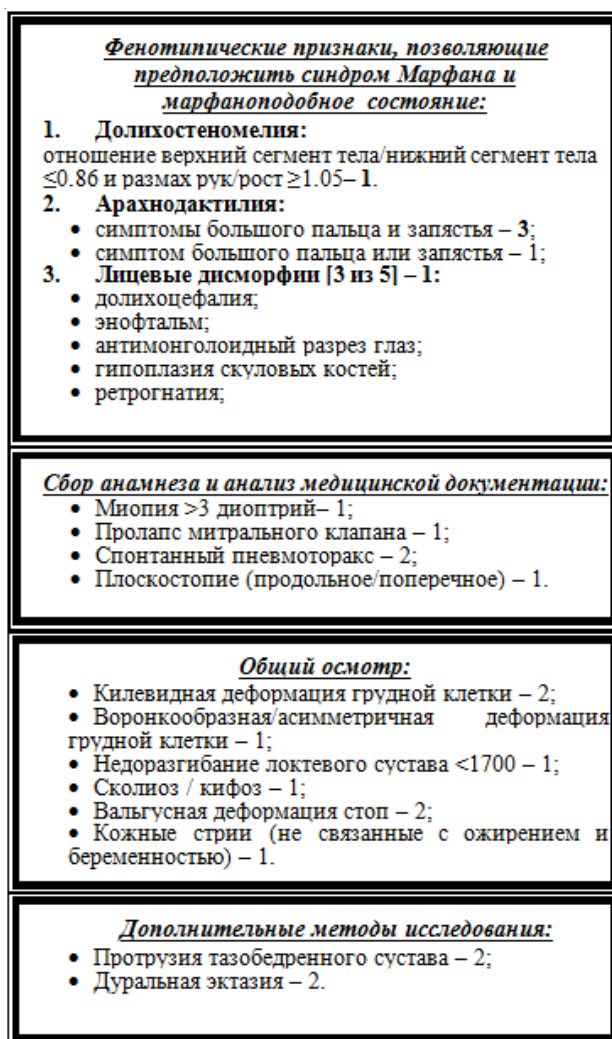 Фенотипические признаки, позволяющие
предположить синдром Марфана и
марфаноподобное состояние:
1. Долихостеномелия:
отношение верхний сегмент тела/нижний сегмент тела
≤0.86 и размах рук/рост ≥1.05– 1.
2. Арахнодактилия:
• симптомы большого пальца и запястья – 3;
• симптом большого пальца или запястья – 1;
3. Лицевые дисморфии [3 из 5] – 1:
• долихоцефалия;
• энофтальм;
• антимонголоидный разрез глаз;
• гипоплазия скуловых костей;
• ретрогнатия;
Сбор анамнеза и анализ медицинской документации:
• Миопия >3 диоптрий– 1;
• Пролапс митрального клапана – 1;
• Спонтанный пневмоторакс – 2;
• Плоскостопие (продольное/поперечное) – 1.
Общий осмотр:
• Килевидная деформация грудной клетки – 2;
• Воронкообразная/асимметричная деформация
грудной клетки – 1;
• Недоразгибание локтевого сустава <1700 – 1;
• Сколиоз / кифоз – 1;
• Вальгусная деформация стоп – 2;
• Кожные стрии (не связанные с ожирением и
беременностью) – 1.
Дополнительные методы исследования:
• Протрузия тазобедренного сустава – 2;
• Дуральная эктазия – 2.